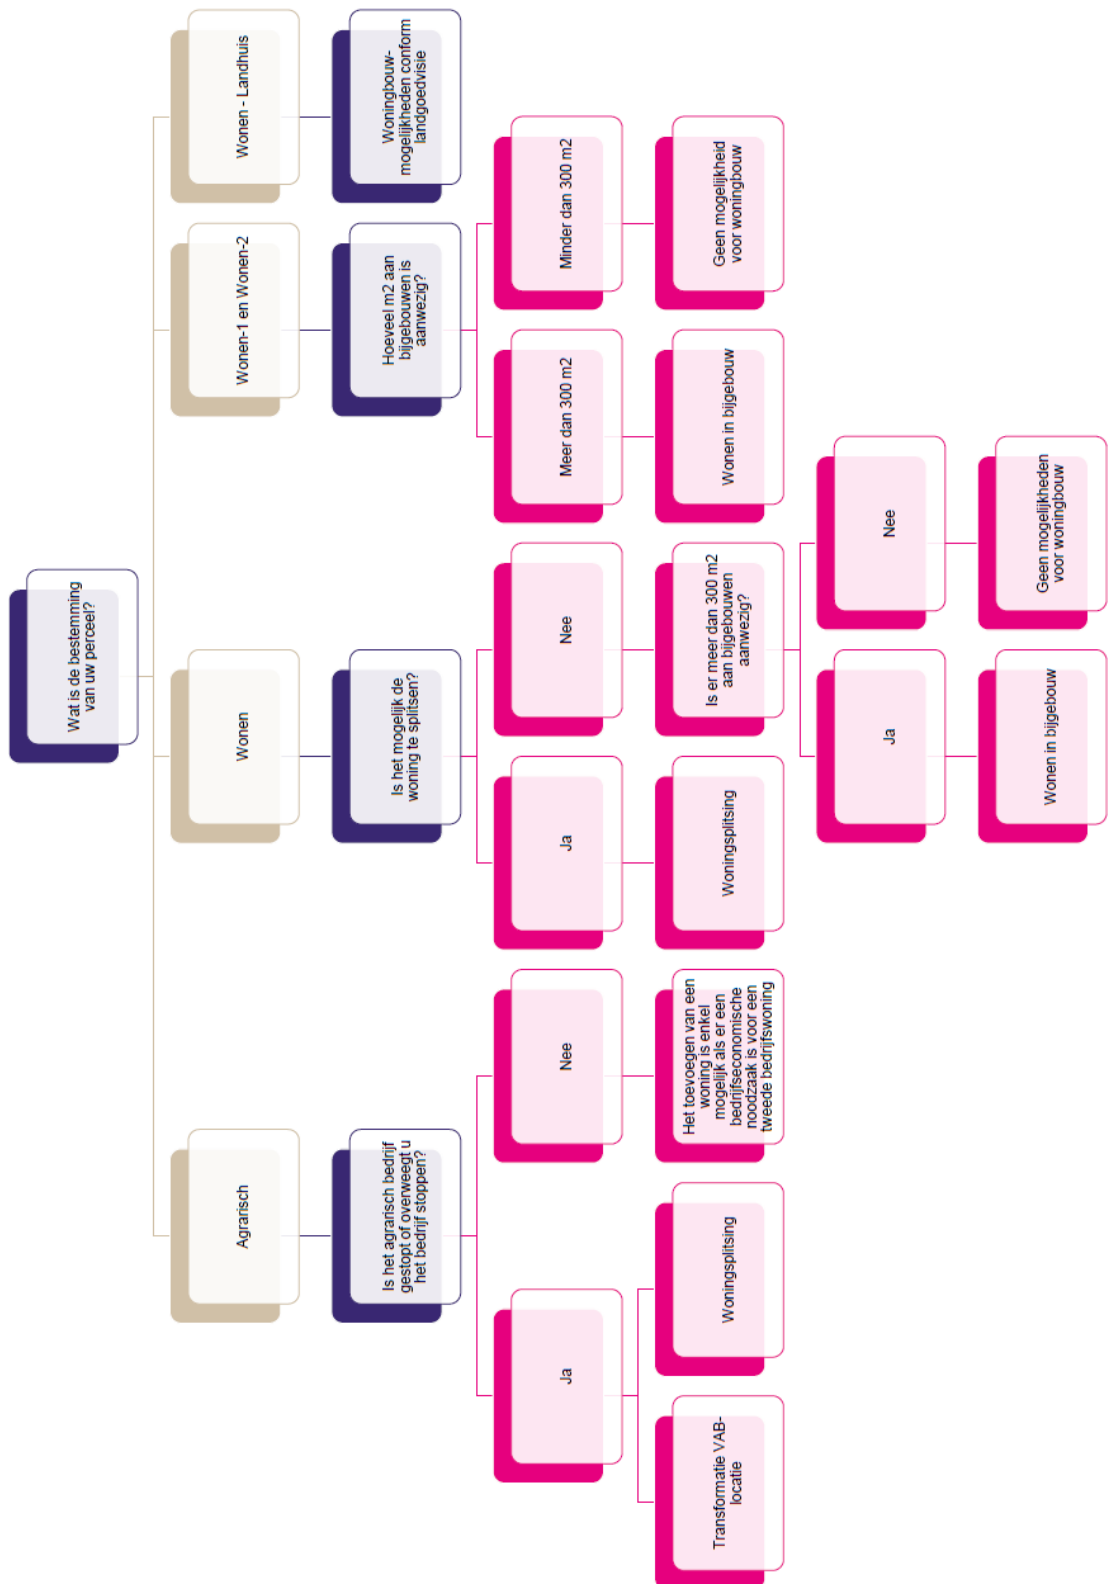 Wat is de bestemming
van uw perceel?
Agrarisch
Wonen
Wonen-1 en Wonen-2
Wonen - Landhuis
Is het agrarisch bedrijf
gestopt of overweegt u
het bedrijf stoppen?
Is het mogelijk de
woning te splitsen?
Hoeveel m2 aan
bijgebouwen is
aanwezig?
Woningbouw-
mogelijkheden conform
landgoedvisie
Ja
Nee
Ja
Nee
Meer dan 300 m2
Minder dan 300 m2
Transformatie VAB-
locatie
Woningsplitsing
Het toevoegen van een
woning is enkel
mogelijk als er een
bedrijfseconomische
noodzaak is voor een
tweede bedrijfswoning
Woningsplitsing
Is er meer dan 300 m2
aan bijgebouwen
aanwezig?
Wonen in bijgebouw
Geen mogelijkheid
voor woningbouw
Ja
Nee
Wonen in bijgebouw
Geen mogelijkheden
voor woningbouw